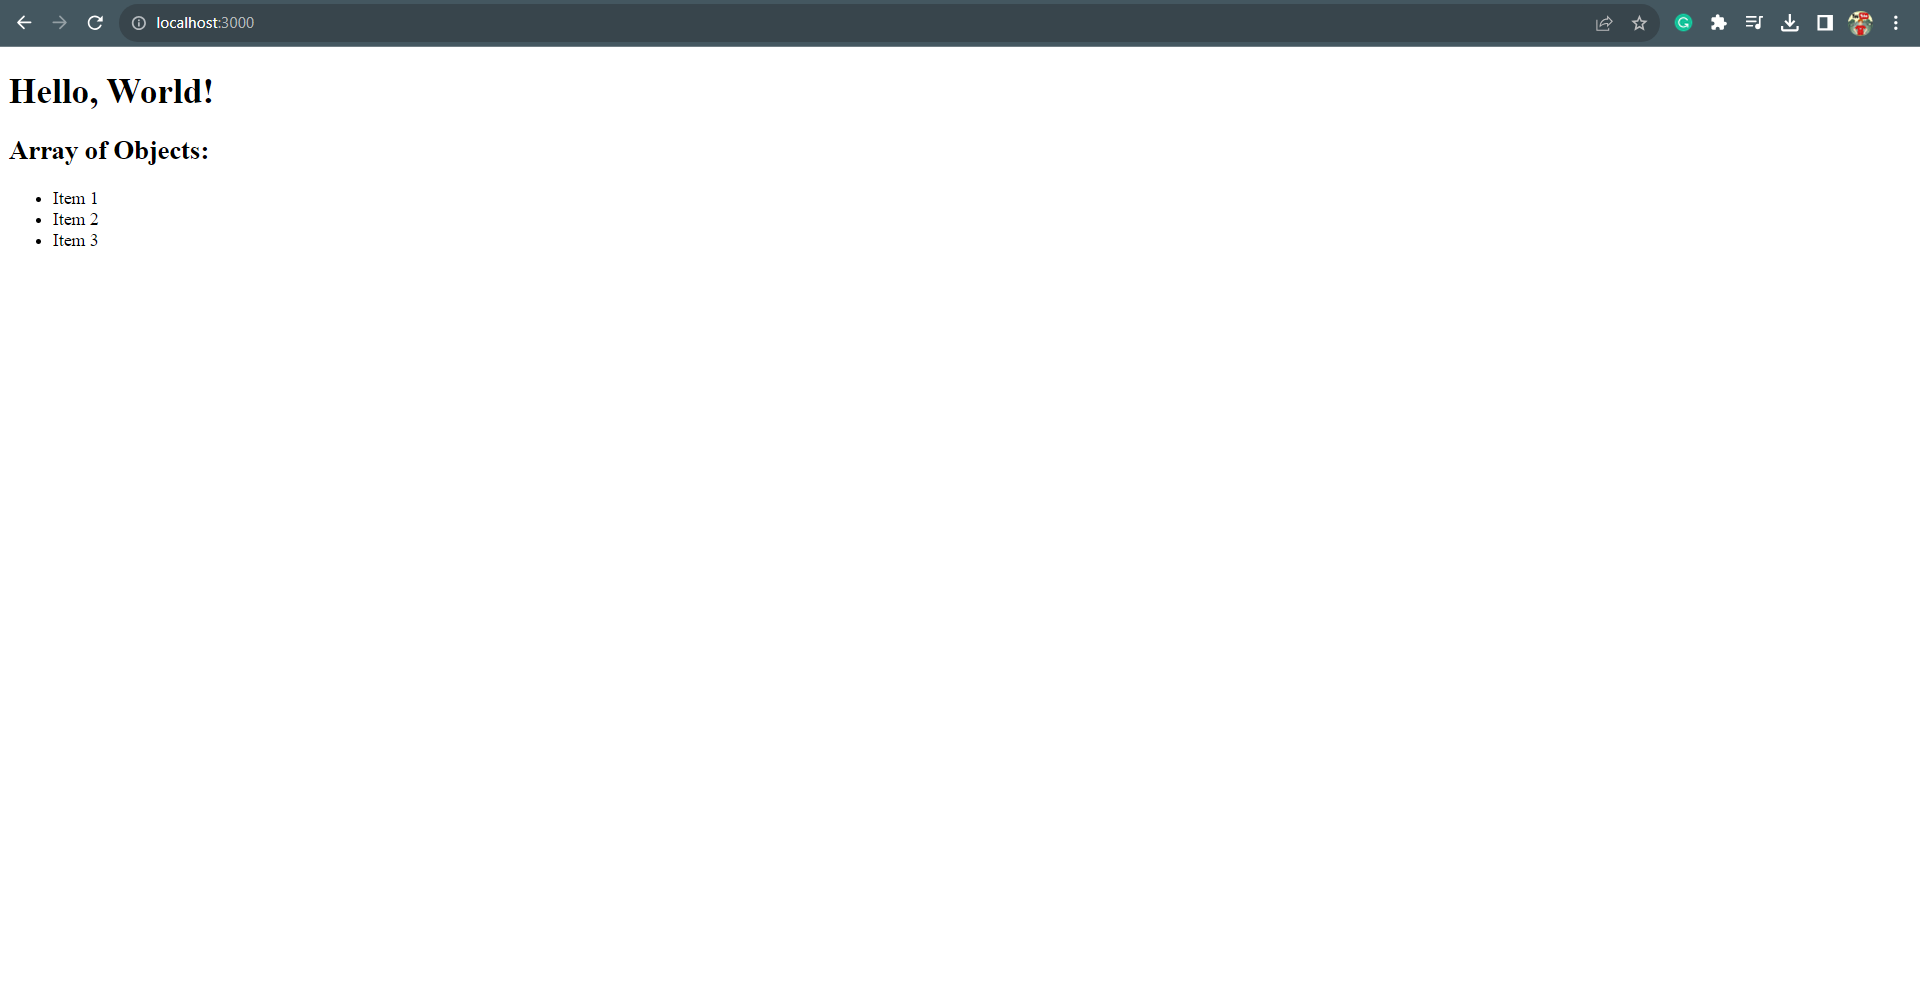 localhost:3000
Hello, World!
Array of Objects:
Item 1
Item 2
Item 3